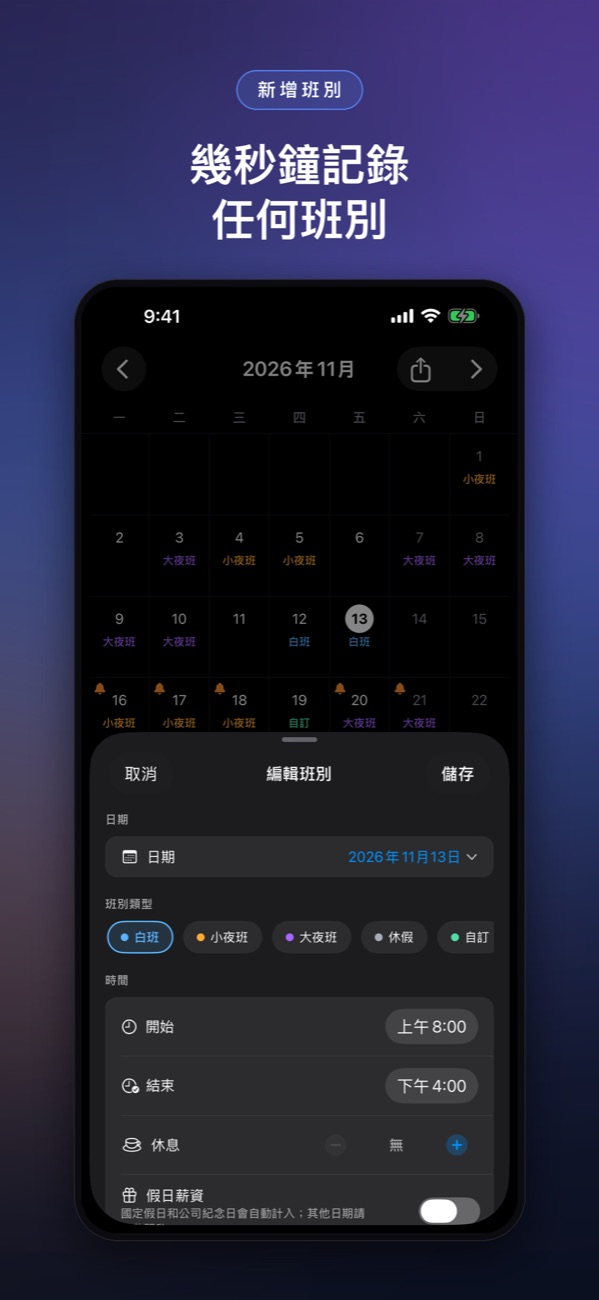 新增班別
幾秒鐘記錄
任何班別
9:41
2026年11月
一 二 三 四 五 六 日
1
小夜班
2 3 4 5 6 7 8
大夜班 小夜班 小夜班 大夜班 大夜班
9 10 11 12 13 14 15
大夜班 大夜班 白班 白班
16 17 18 19 20 21 22
小夜班 小夜班 小夜班 自訂 大夜班 大夜班
取消 編輯班別 儲存
日期
日期 2026年11月13日
班別類型
白班 小夜班 大夜班 休假 自訂
時間
開始 上午8:00
結束 下午4:00
休息 無
假日薪資
國定假日和公司紀念日會自動計入；其他日期請